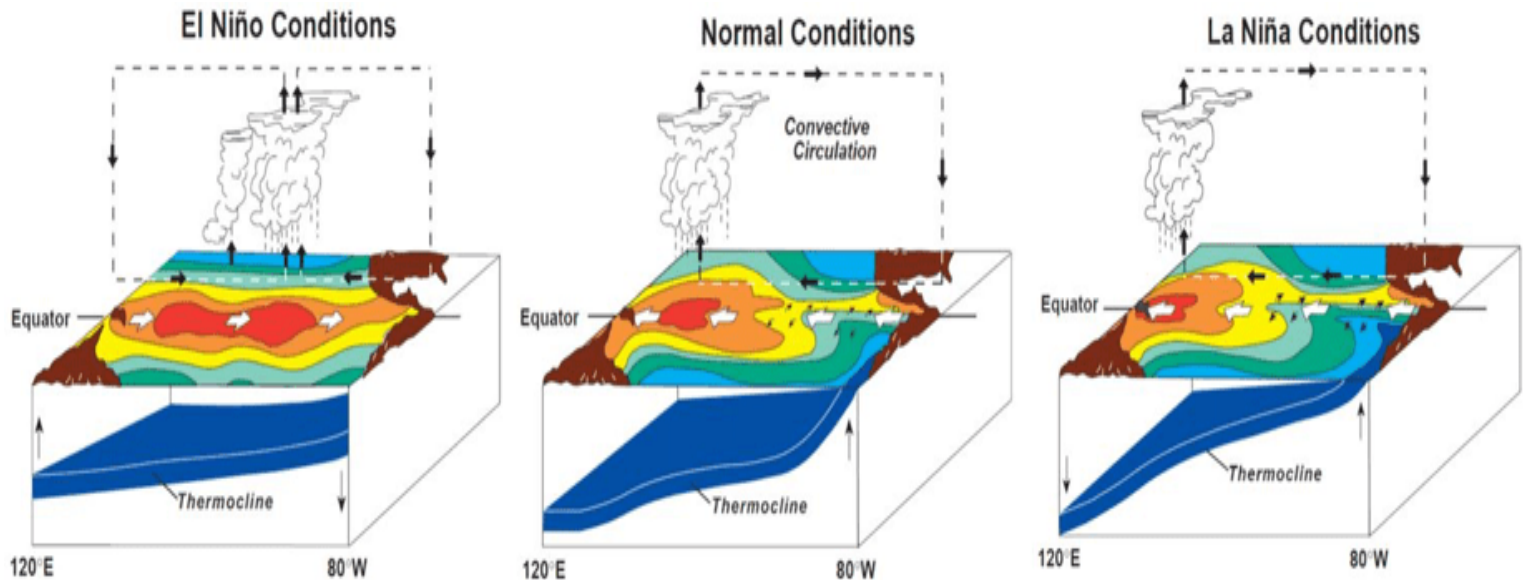 El Niño Conditions
Normal Conditions
La Niña Conditions
Convective
Circulation
Equator
Equator
Equator
Thermocline
Thermocline
Thermocline
120°E
80°W
120°E
80°W
120°E
80°W